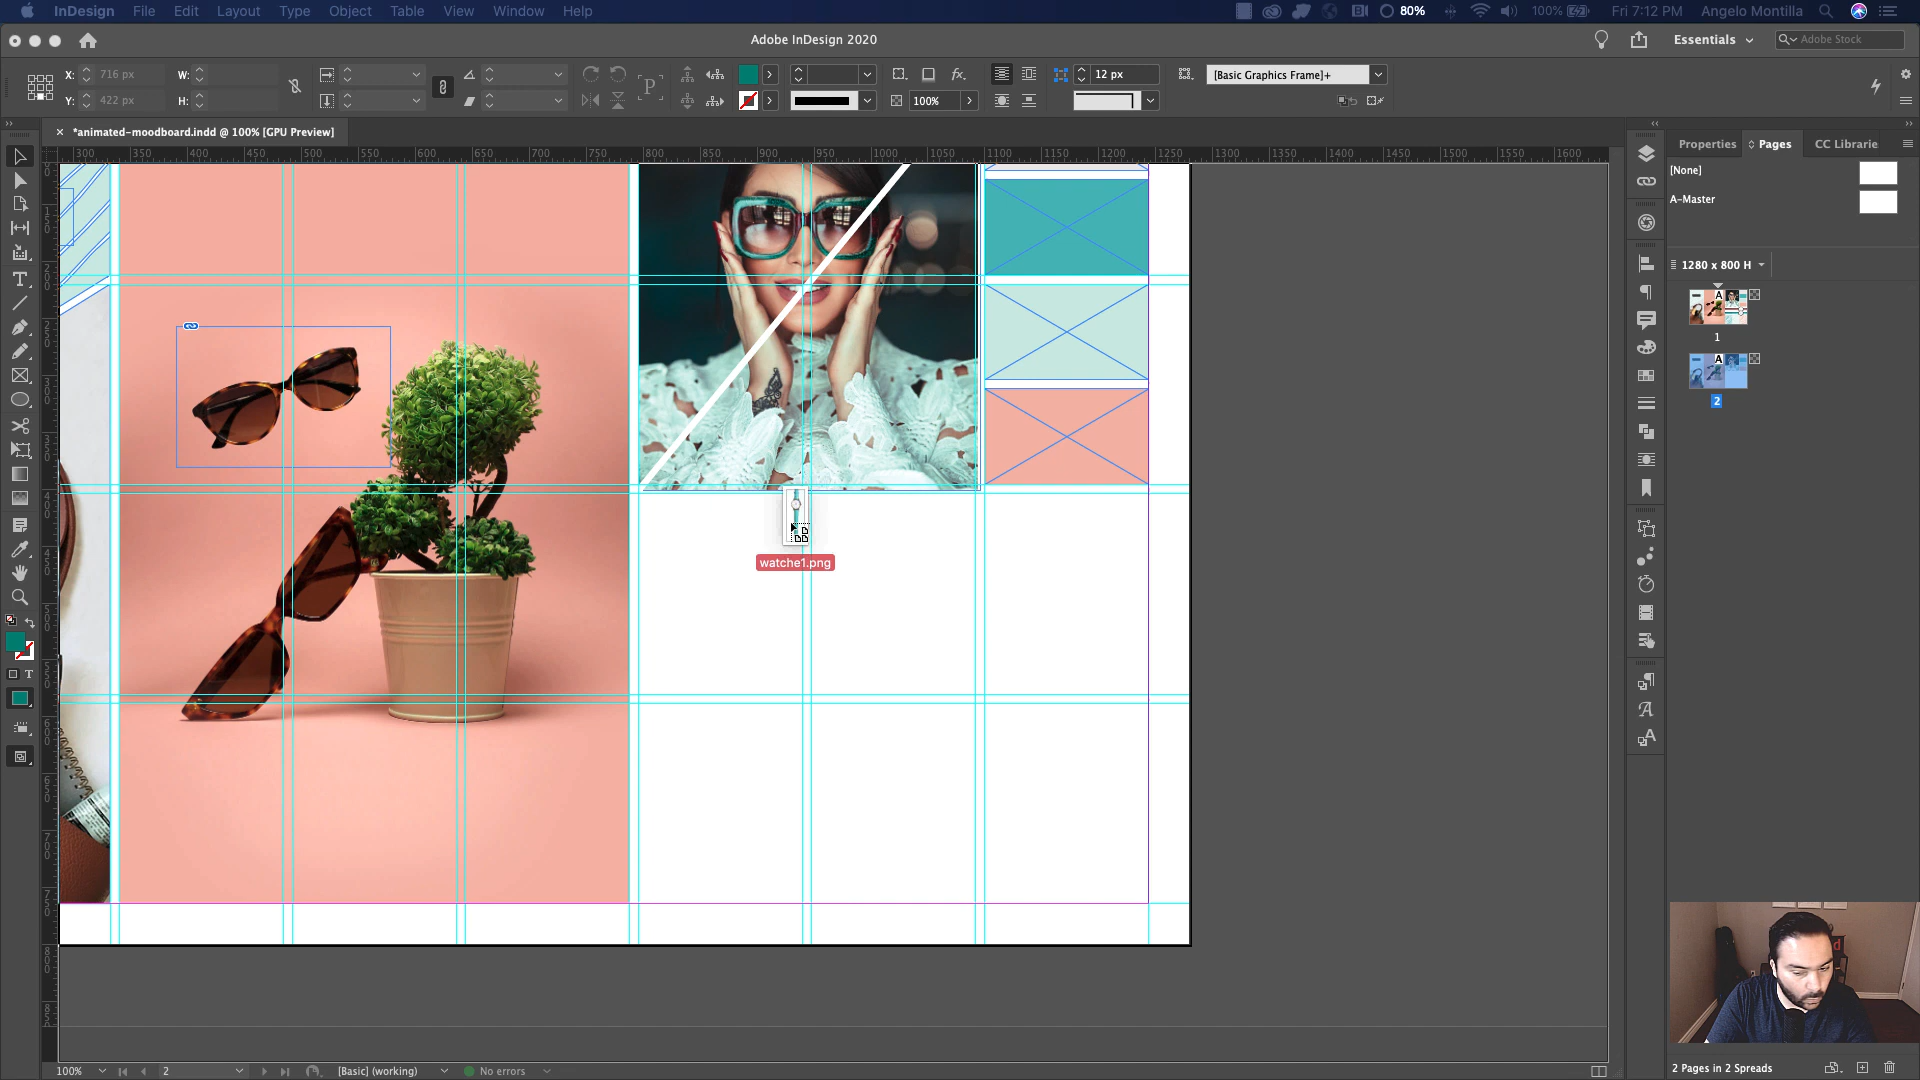 InDesign File Edit Layout Type Object Table View Window Help 80% 100% Fri 7:12 PM Angelo Montilla
Adobe InDesign 2020 Essentials Adobe Stock
X: 716 px W: 12 px [Basic Graphics Frame]+
Y: 422 px H: 100%
*animated-moodboard.indd @ 100% [GPU Preview]
Properties Pages CC Librarie
300 350 400 450 500 550 600 650 700 750 800 850 900 950 1000 1050 1100 1150 1200 1250 1300 1350 1400 1450 1500 1550 1600
[None]
A-Master
1280 x 800 H
A
1
A
2
watche1.png
100% 2 [Basic] (working) No errors
2 Pages in 2 Spreads